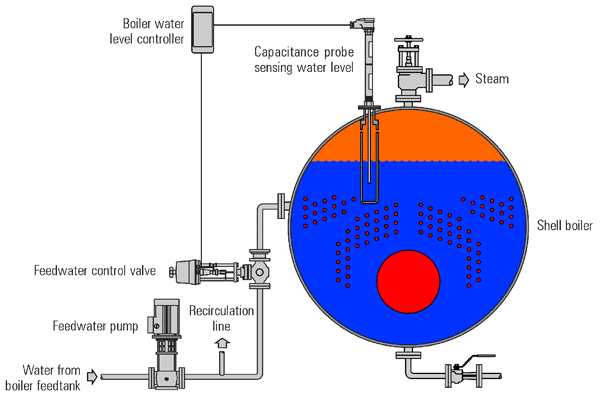 Boiler water
level controller
Capacitance probe
sensing water level
Steam
Shell boiler
Feedwater control valve
Feedwater pump
Recirculation
line
Water from
boiler feedtank